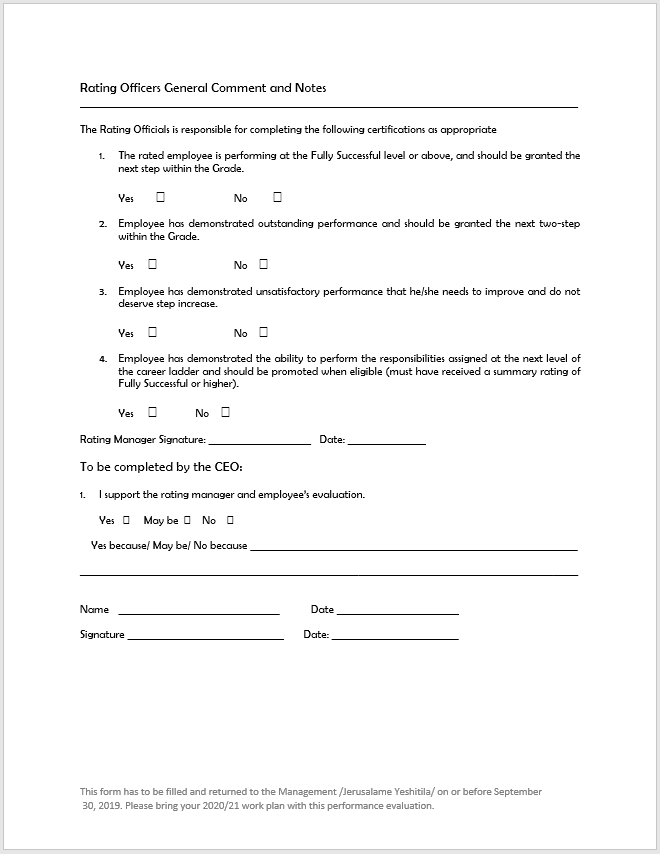 Rating Officers General Comment and Notes
The Rating Officials is responsible for completing the following certifications as appropriate
1. The rated employee is performing at the Fully Successful level or above, and should be granted the
next step within the Grade.
Yes ☐ No ☐
2. Employee has demonstrated outstanding performance and should be granted the next two-step
within the Grade.
Yes ☐ No ☐
3. Employee has demonstrated unsatisfactory performance that he/she needs to improve and do not
deserve step increase.
Yes ☐ No ☐
4. Employee has demonstrated the ability to perform the responsibilities assigned at the next level of
the career ladder and should be promoted when eligible (must have received a summary rating of
Fully Successful or higher).
Yes ☐ No ☐
Rating Manager Signature: ____________________ Date: _______________
To be completed by the CEO:
1. I support the rating manager and employee's evaluation.
Yes ☐ May be ☐ No ☐
Yes because/ May be/ No because ____________________
Name ____________________ Date ____________________
Signature ____________________ Date: ____________________
This form has to be filled and returned to the Management /Jerusalame Yeshitila/ on or before September
30, 2019. Please bring your 2020/21 work plan with this performance evaluation.